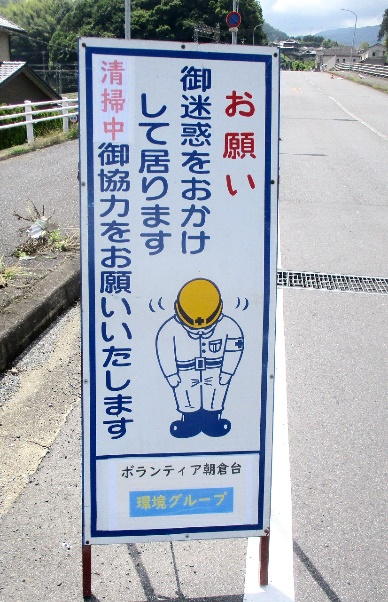 お願い
御迷惑をおかけ
して居ります
清掃中
御協力をお願いいたします
ボランティア朝倉台
環境グループ